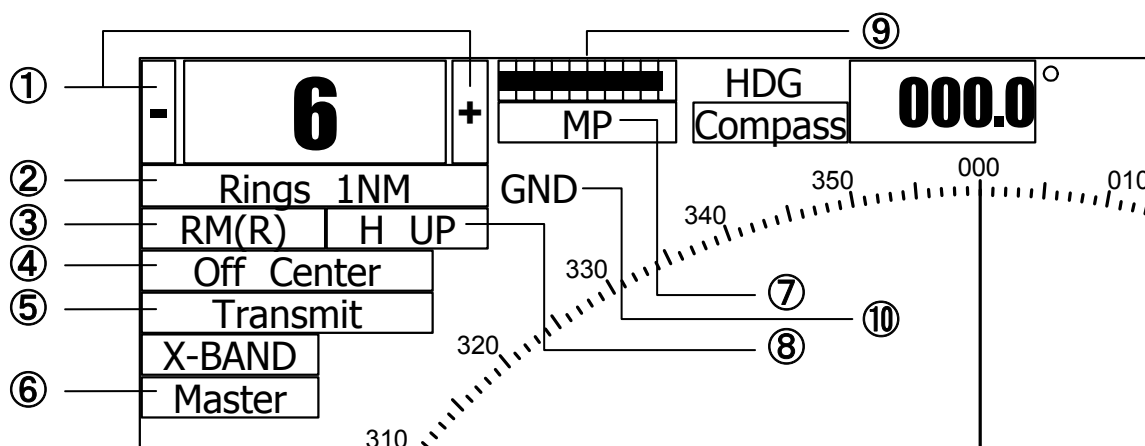 ⑨
①
- 6 + MP HDG Compass 000.0°
② Rings 1NM GND
③ RM(R) H UP
④ Off Center
⑤ Transmit
X-BAND
⑥ Master
⑦
⑩
⑧
310 320 330 340 350 000 010